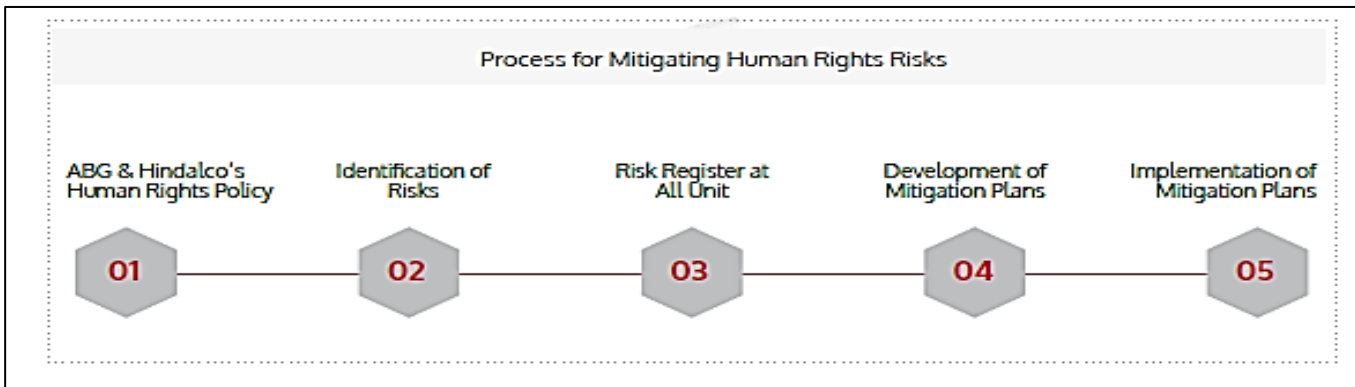 Process for Mitigating Human Rights Risks
ABG & Hindalco's
Human Rights Policy
Identification of
Risks
Risk Register at
All Unit
Development of
Mitigation Plans
Implementation of
Mitigation Plans
01
02
03
04
05